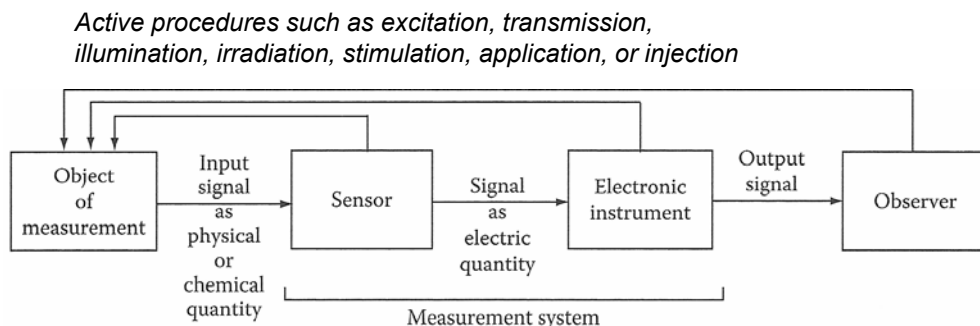 Active procedures such as excitation, transmission,
illumination, irradiation, stimulation, application, or injection
Object
of
measurement
Input
signal
as
physical
or
chemical
quantity
Sensor
Signal
as
electric
quantity
Electronic
instrument
Output
signal
Observer
Measurement system